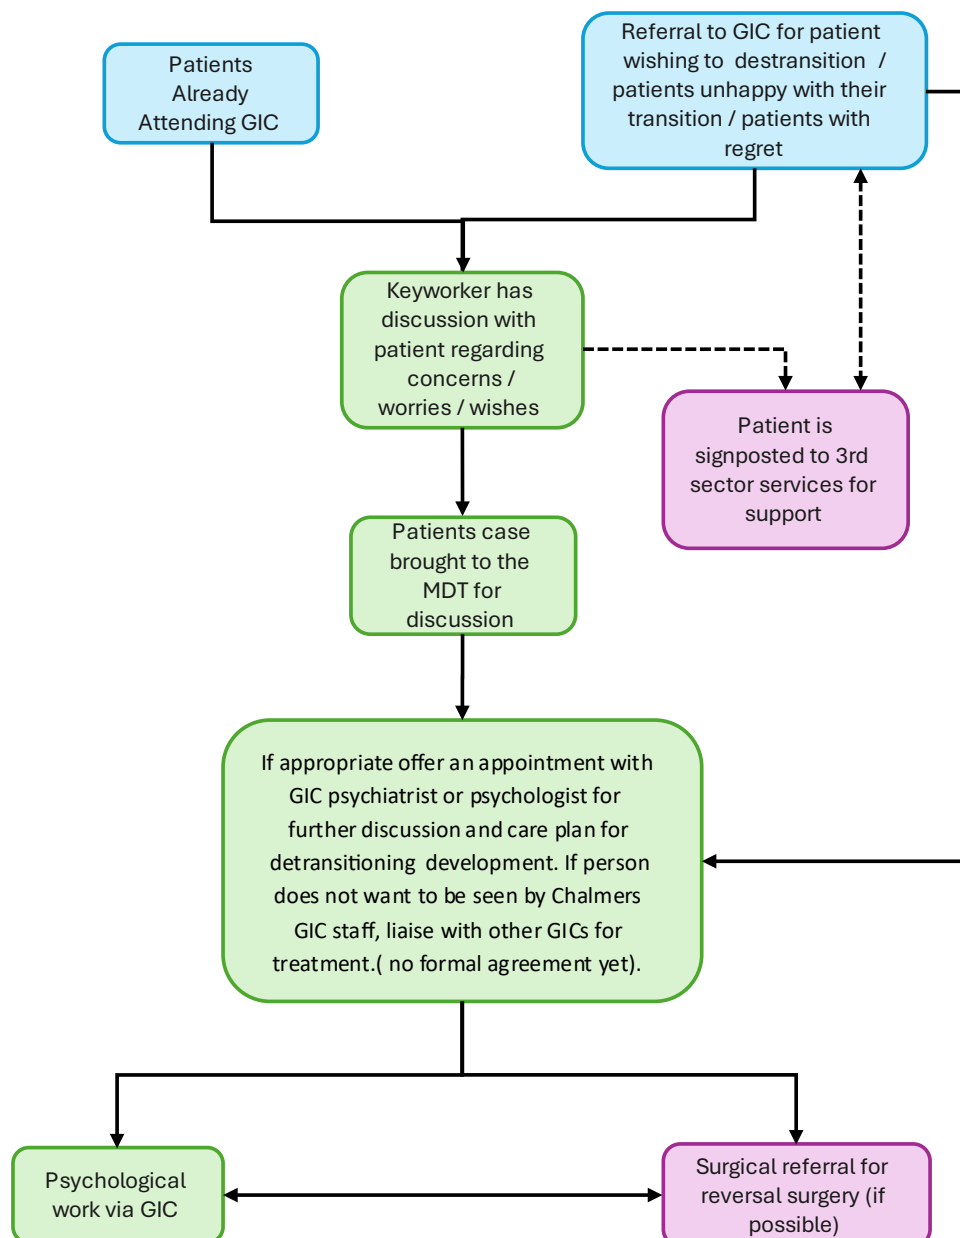 Patients
Already
Attending GIC
Referral to GIC for patient
wishing to destransition /
patients unhappy with their
transition / patients with
regret
Keyworker has
discussion with
patient regarding
concerns /
worries / wishes
Patient is
signposted to 3rd
sector services for
support
Patients case
brought to the
MDT for
discussion
If appropriate offer an appointment with
GIC psychiatrist or psychologist for
further discussion and care plan for
detransitioning development. If person
does not want to be seen by Chalmers
GIC staff, liaise with other GICs for
treatment.( no formal agreement yet).
Psychological
work via GIC
Surgical referral for
reversal surgery (if
possible)